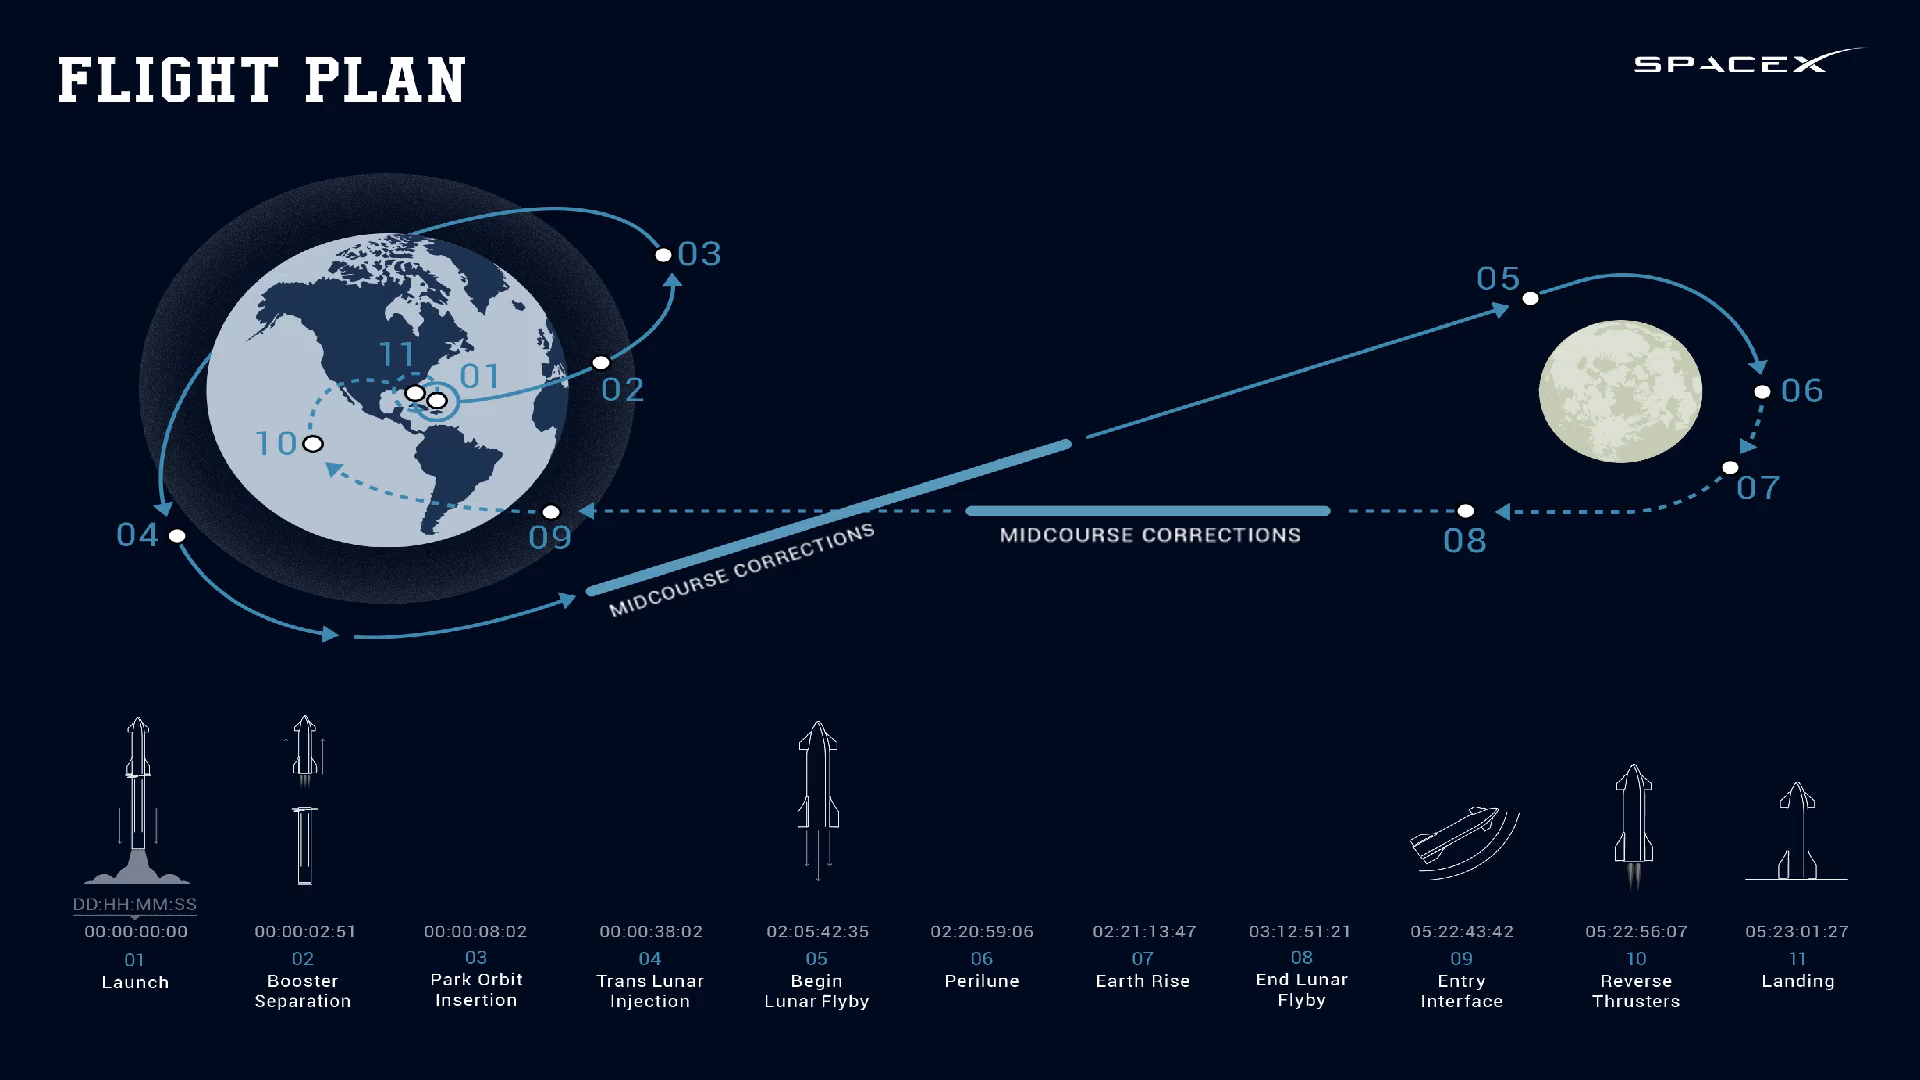 FLIGHT PLAN
SPACEX
03
05
11
01
02
06
10
04
09
MIDCOURSE CORRECTIONS
MIDCOURSE CORRECTIONS
08
07
DD:HH:MM:SS
00:00:00:00
01
Launch
00:00:02:51
02
Booster
Separation
00:00:08:02
03
Park Orbit
Insertion
00:00:38:02
04
Trans Lunar
Injection
02:05:42:35
05
Begin
Lunar Flyby
02:20:59:06
06
Perilune
02:21:13:47
07
Earth Rise
03:12:51:21
08
End Lunar
Flyby
05:22:43:42
09
Entry
Interface
05:22:56:07
10
Reverse
Thrusters
05:23:01:27
11
Landing